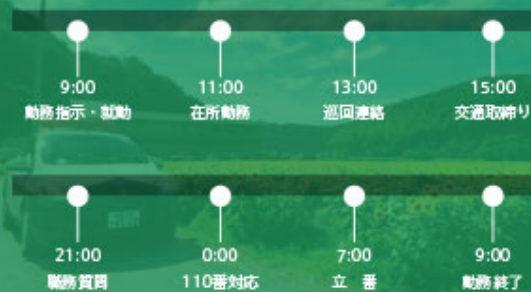 9:00
勤務指示・就勤
11:00
在所勤務
13:00
巡回連絡
15:00
交通取締り
21:00
職務質問
0:00
110番対応
7:00
立 番
9:00
勤務終了